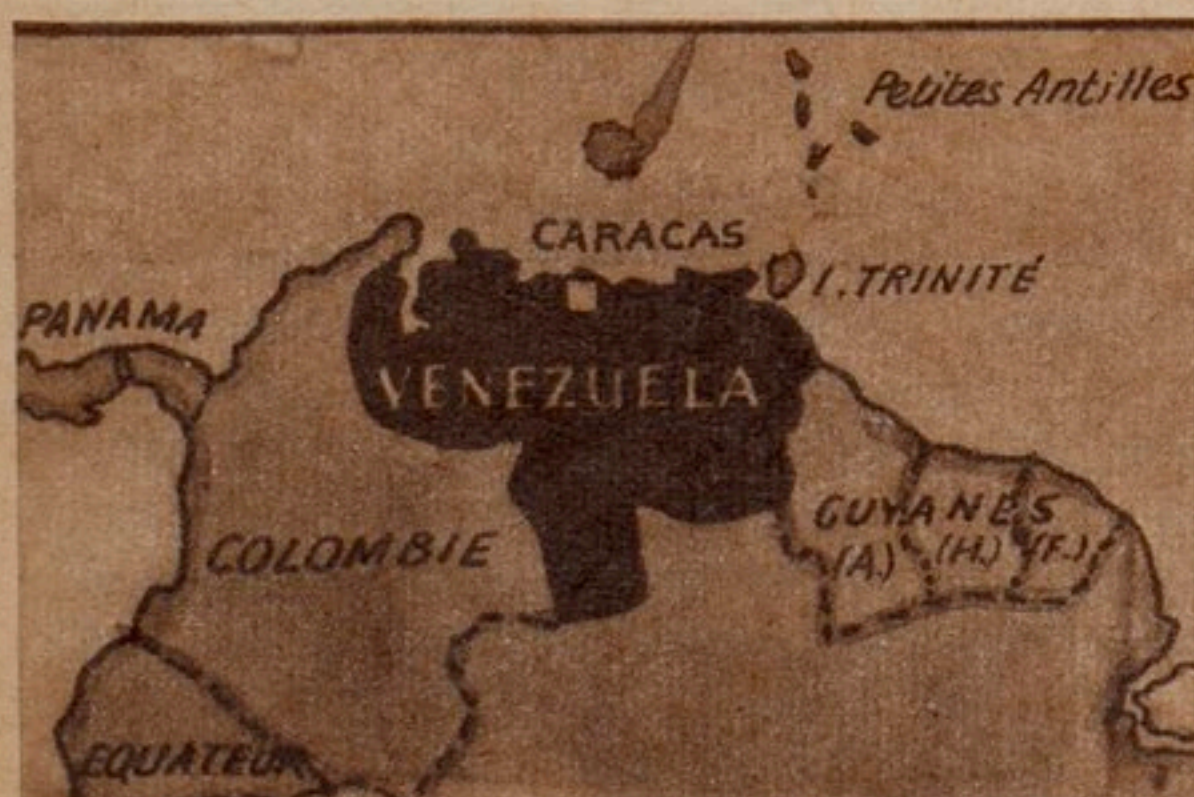 Petites Antilles
CARACAS
I. TRINITÉ
PANAMA
VENEZUELA
GUYANES
(A.) (H.) (F.)
COLOMBIE
EQUATEUR